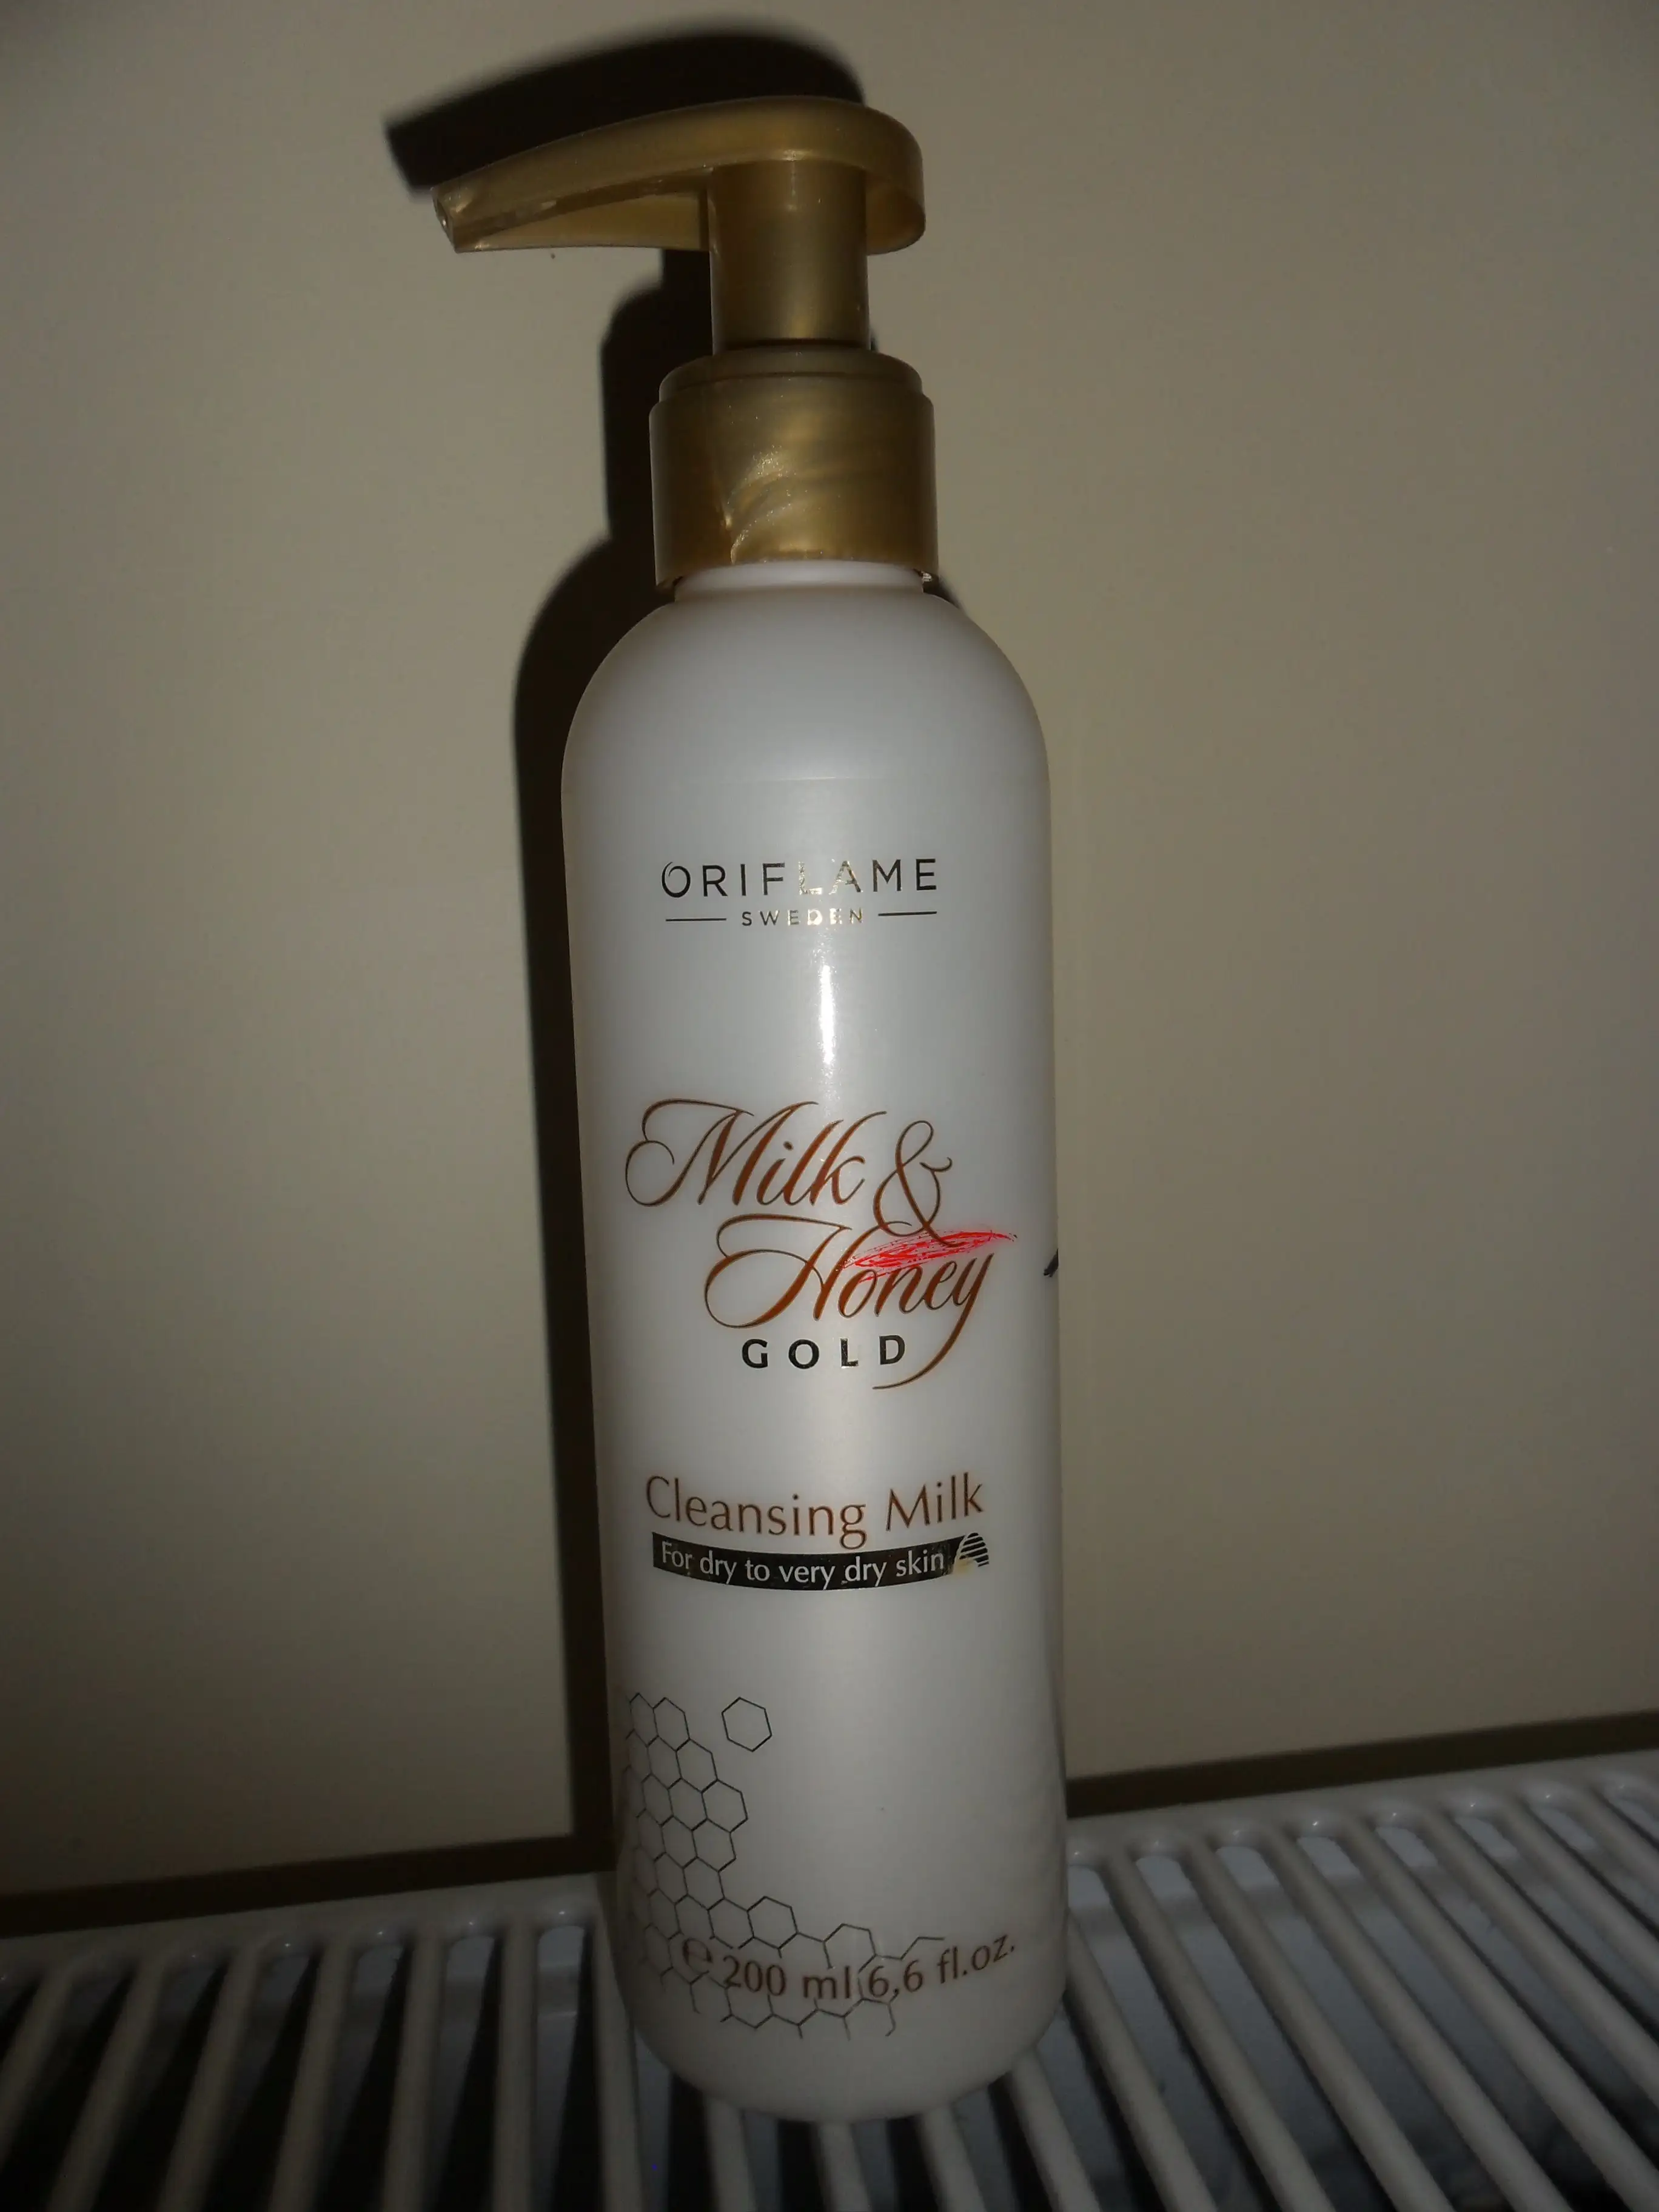 ORIFLAME
SWEDEN
Milk &
Honey
GOLD
Cleansing Milk
For dry to very dry skin
e 200 ml 6,6 fl.oz.